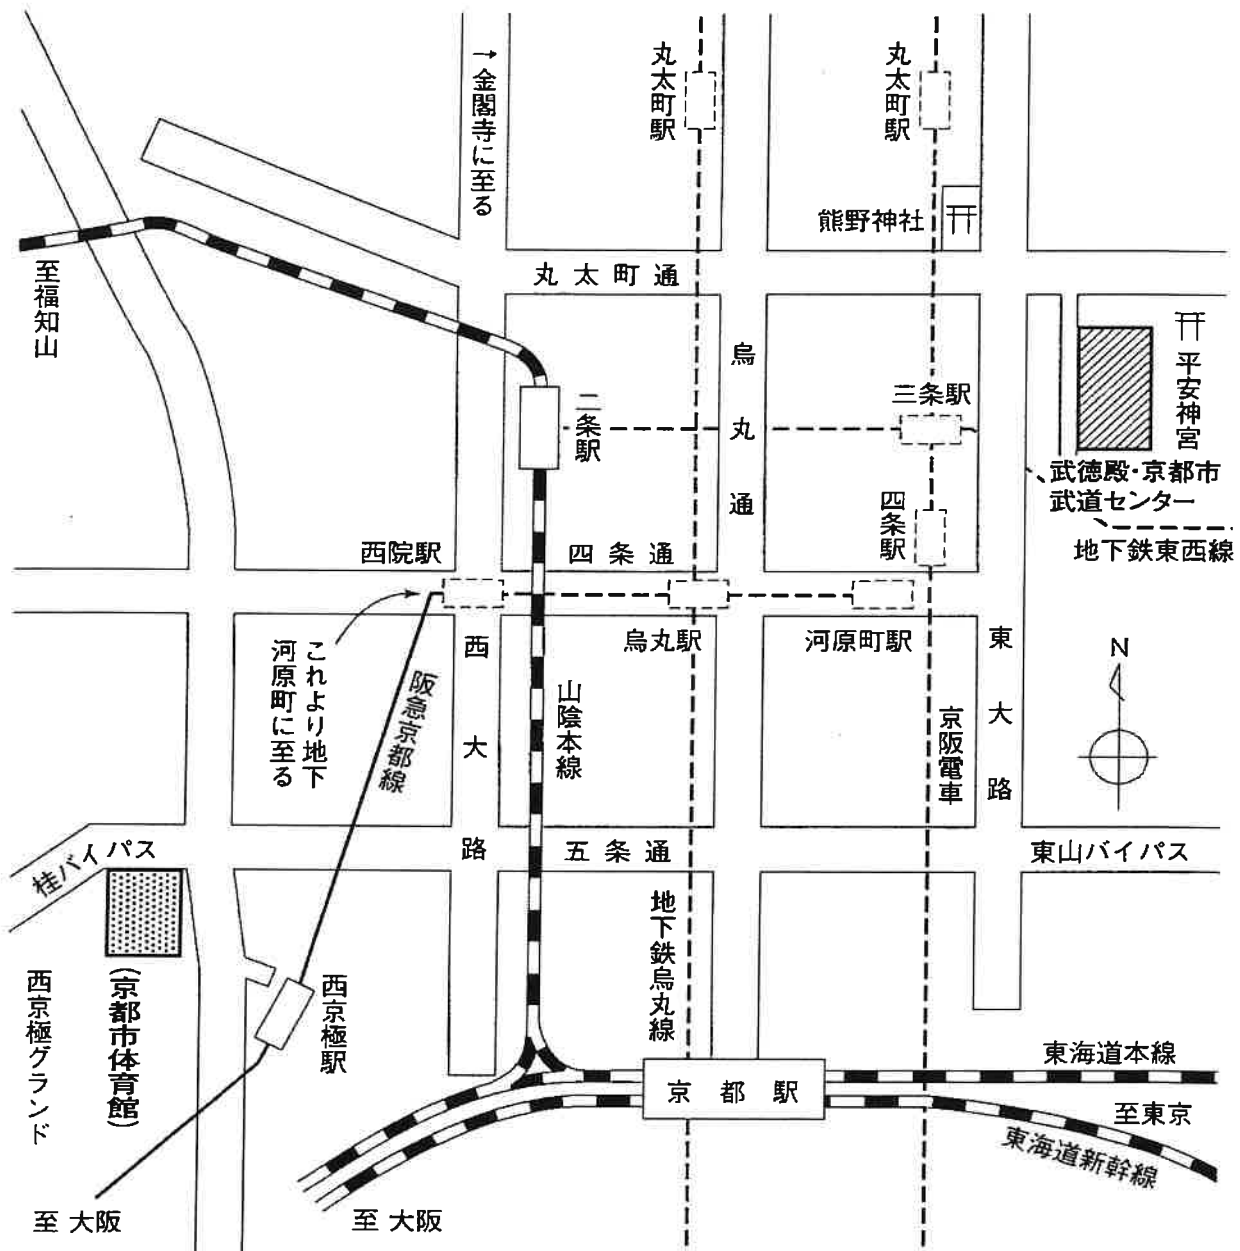 →金閣寺に至る
丸太町駅
丸太町駅
熊野神社
至福知山
丸太町通
烏丸通
二条駅
三条駅
平安神宮
武徳殿・京都市
武道センター
地下鉄東西線
四条駅
西院駅
四条通
烏丸駅
河原町駅
これより地下
河原町に至る
阪急京都線
西大路
山陰本線
京阪電車
東大路
N
桂バイパス
五条通
東山バイパス
西京極グランド
(京都市体育館)
西京極駅
地下鉄烏丸線
京都駅
東海道本線
至東京
東海道新幹線
至 大阪
至 大阪